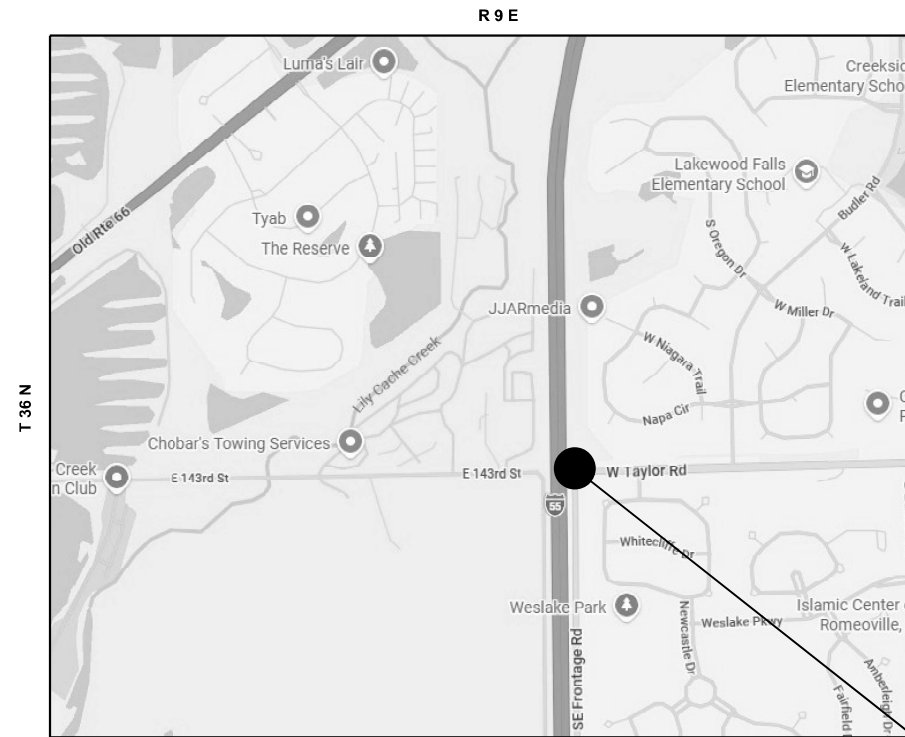 R 9 E
Luma's Lair
Creeksid
Elementary Scho
Lakewood Falls
Elementary School
Budler Rd
Old Rte 66
Tyab
The Reserve
S Oregon Dr
W Lakeland Trail
JJARmedia
W Miller Dr
W Niagara Trail
Lily Cache Creek
T 36 N
Napa Cir
Chobar's Towing Services
Creek
n Club
E 143rd St
E 143rd St
W Taylor Rd
55
Whitecliffe Dr
Weslake Park
Newcastle Dr
Weslake Pkwy
Islamic Center
Romeoville,
SE Frontage Rd
Fairfield
Amberleigh Dr